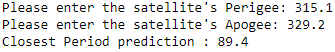 Please enter the satellite's Perigee: 315.1
Please enter the satellite's Apogee: 329.2
Closest Period prediction : 89.4